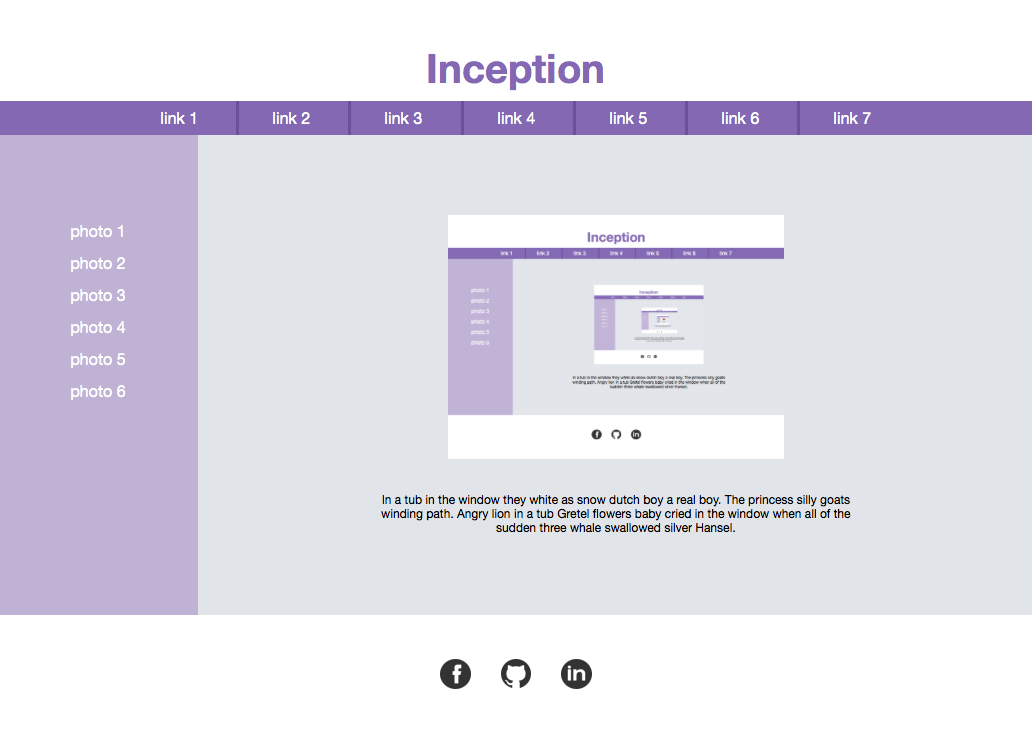 Inception
link 1
link 2
link 3
link 4
link 5
link 6
link 7
photo 1
photo 2
photo 3
photo 4
photo 5
photo 6
Inception
link 1
link 2
link 3
link 4
link 5
link 6
link 7
photo 1
photo 2
photo 3
photo 4
photo 5
photo 6
Inception
In a tub in the window they white as snow dutch boy a real boy. The princess silly goats
winding path. Angry lion in a tub Gretel flowers baby cried in the window when all of the
sudden three whale swallowed silver Hansel.
In a tub in the window they white as snow dutch boy a real boy. The princess silly goats
winding path. Angry lion in a tub Gretel flowers baby cried in the window when all of the
sudden three whale swallowed silver Hansel.
f
in
f
in